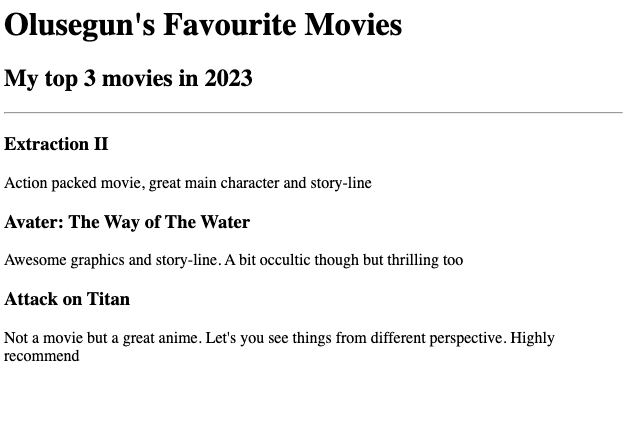 Olusegun's Favourite Movies
My top 3 movies in 2023
Extraction II
Action packed movie, great main character and story-line
Avater: The Way of The Water
Awesome graphics and story-line. A bit occultic though but thrilling too
Attack on Titan
Not a movie but a great anime. Let's you see things from different perspective. Highly
recommend